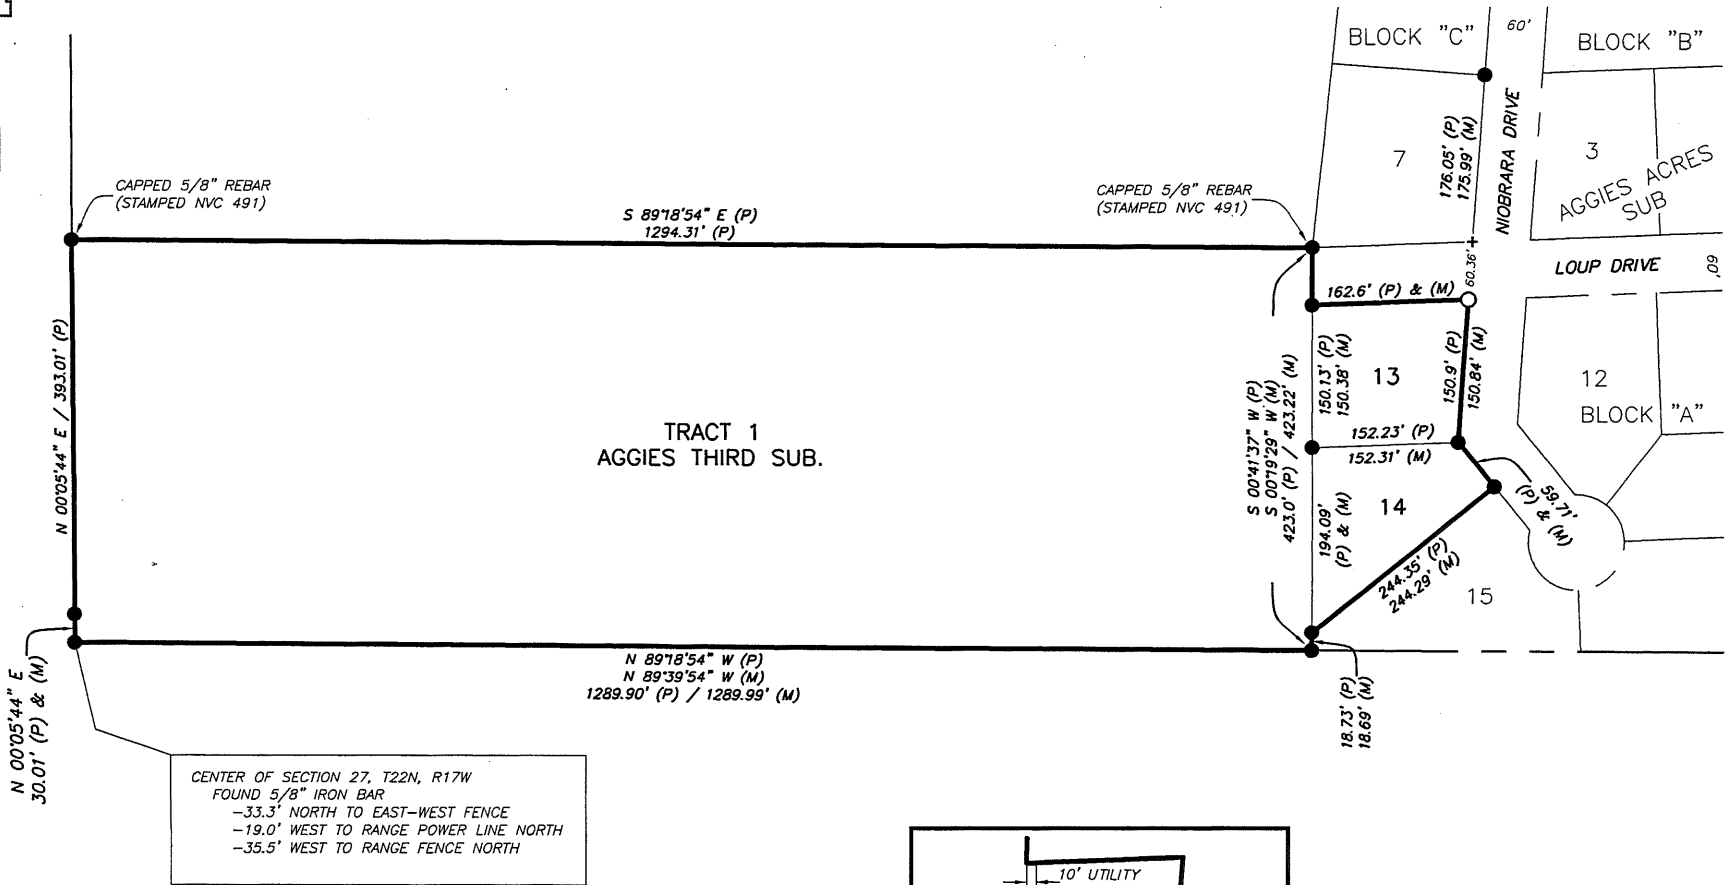 BLOCK "C"
60'
BLOCK "B"
7
176.05' (P)
175.99' (M)
NIOBRARA DRIVE
3
AGGIES ACRES
SUB
CAPPED 5/8" REBAR
(STAMPED NVC 491)
S 89°18'54" E (P)
1294.31' (P)
CAPPED 5/8" REBAR
(STAMPED NVC 491)
60.36'
LOUP DRIVE
60'
162.6' (P) & (M)
N 00°05'44" E / 393.01' (P)
TRACT 1
AGGIES THIRD SUB.
S 00°41'37" W (P)
S 00°19'29" W (M)
423.0' (P) / 423.22' (M)
150.13' (P)
150.38' (M)
13
150.9' (P)
150.84' (M)
12
BLOCK "A"
152.23' (P)
152.31' (M)
194.09'
(P) & (M)
14
59.71'
(P) & (M)
244.35' (P)
244.29' (M)
15
N 00°05'44" E
30.01' (P) & (M)
N 89°18'54" W (P)
N 89°39'54" W (M)
1289.90' (P) / 1289.99' (M)
18.73' (P)
18.69' (M)
CENTER OF SECTION 27, T22N, R17W
FOUND 5/8" IRON BAR
-33.3' NORTH TO EAST-WEST FENCE
-19.0' WEST TO RANGE POWER LINE NORTH
-35.5' WEST TO RANGE FENCE NORTH
10' UTILITY